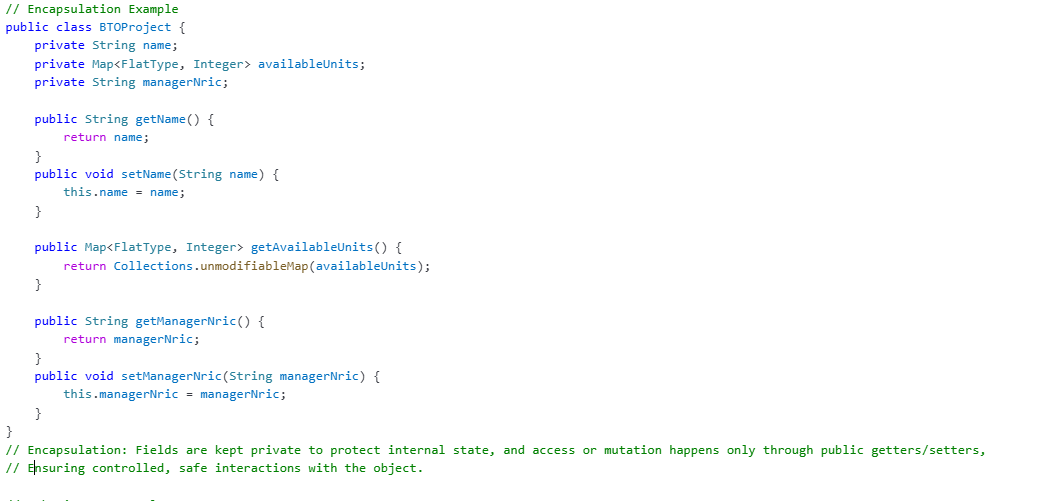 // Encapsulation Example
public class BTOProject {
    private String name;
    private Map<FlatType, Integer> availableUnits;
    private String managerNric;

    public String getName() {
        return name;
    }
    public void setName(String name) {
        this.name = name;
    }

    public Map<FlatType, Integer> getAvailableUnits() {
        return Collections.unmodifiableMap(availableUnits);
    }

    public String getManagerNric() {
        return managerNric;
    }
    public void setManagerNric(String managerNric) {
        this.managerNric = managerNric;
    }
}
// Encapsulation: Fields are kept private to protect internal state, and access or mutation happens only through public getters/setters,
// Ensuring controlled, safe interactions with the object.